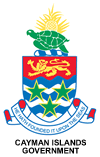 HE HATH FOUNDED IT UPON THE SEAS
CAYMAN ISLANDS
GOVERNMENT